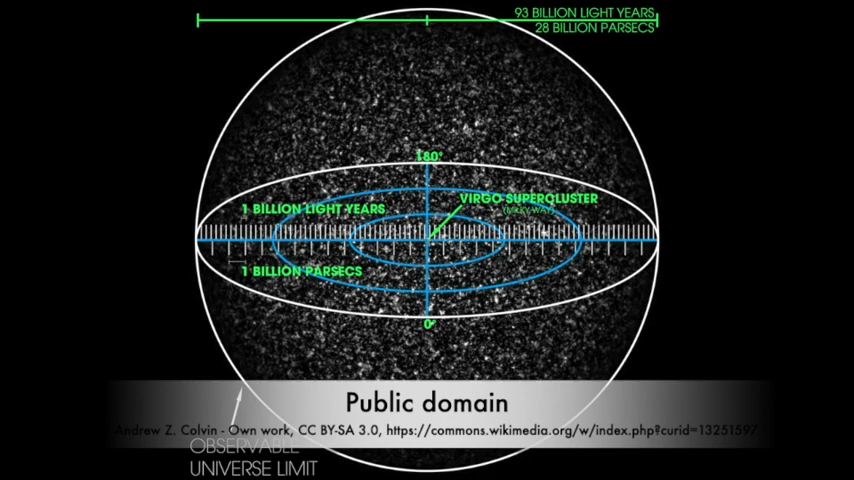 93 BILLION LIGHT YEARS
28 BILLION PARSECS
180°
VIRGO SUPERCLUSTER
(MILKY WAY)
1 BILLION LIGHT YEARS
1 BILLION PARSECS
0°
Public domain
Andrew Z. Colvin - Own work, CC BY-SA 3.0, https://commons.wikimedia.org/w/index.php?curid=13251597
OBSERVABLE
UNIVERSE LIMIT